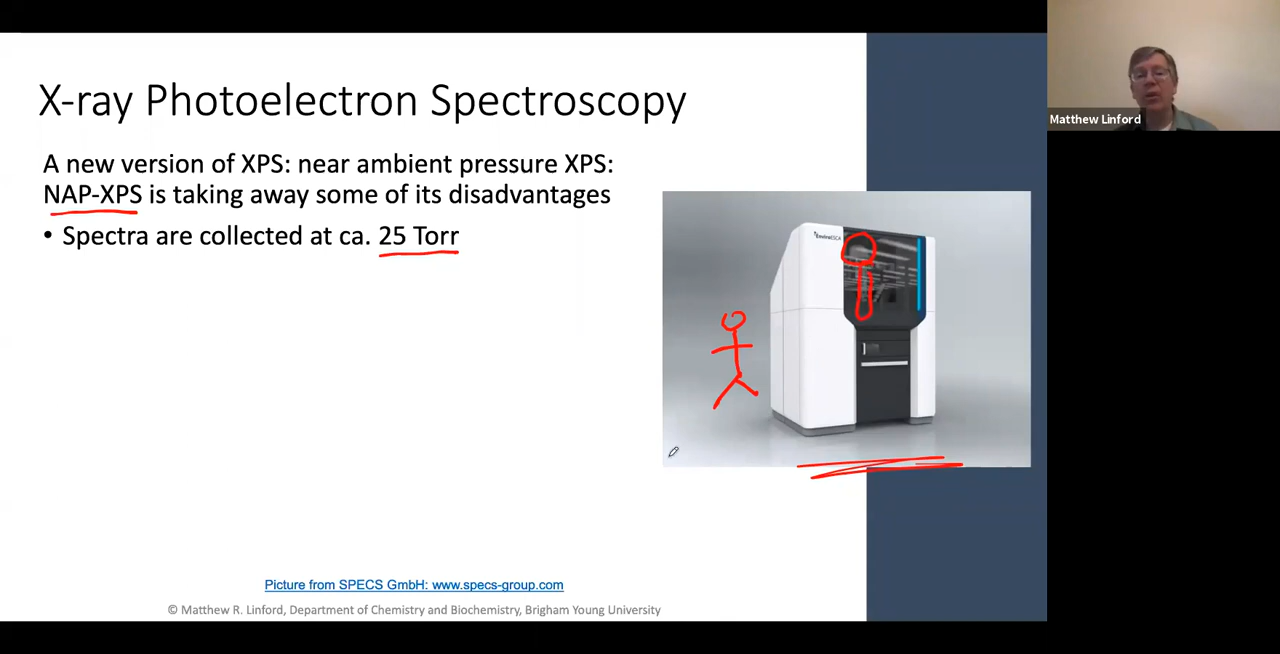 X-ray Photoelectron Spectroscopy
A new version of XPS: near ambient pressure XPS:
NAP-XPS is taking away some of its disadvantages
• Spectra are collected at ca. 25 Torr
EnviroESCA
Picture from SPECS GmbH: www.specs-group.com
© Matthew R. Linford, Department of Chemistry and Biochemistry, Brigham Young University
Matthew Linford